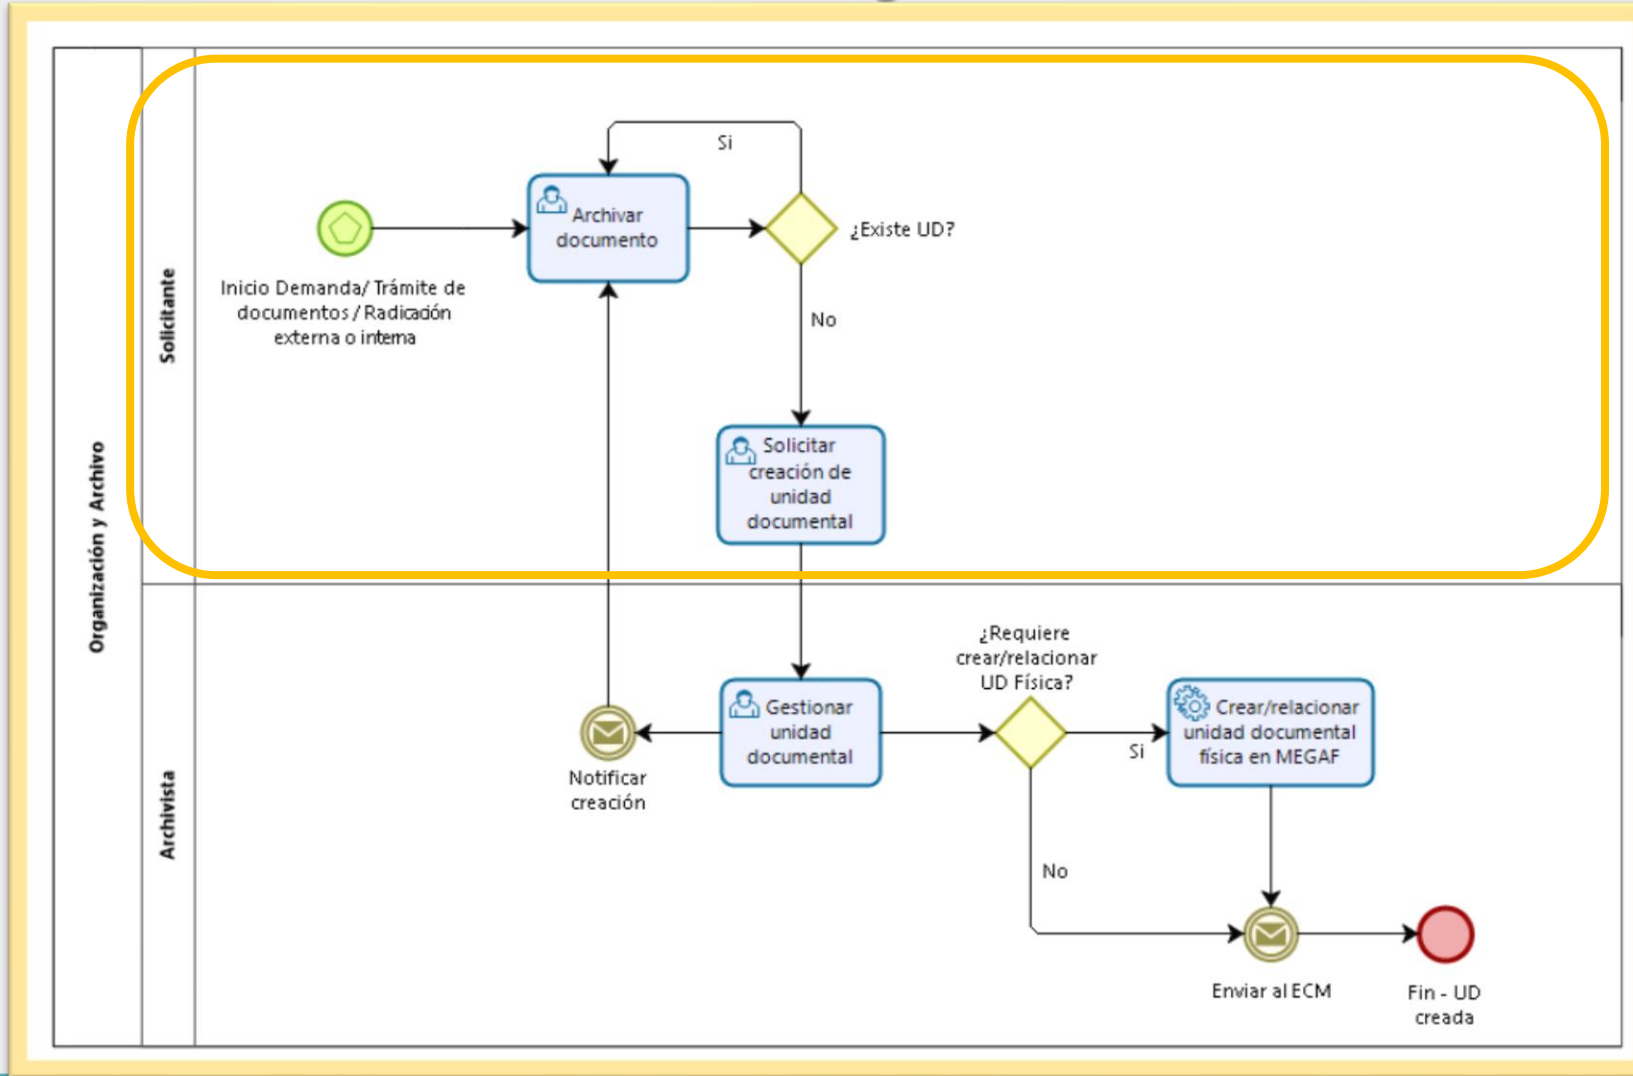 Organización y Archivo
Solicitante
Si
Archivar
documento
¿Existe UD?
Inicio Demanda/ Trámite de
documentos / Radicación
externa o interna
No
Solicitar
creación de
unidad
documental
Archivista
¿Requiere
crear/relacionar
UD Física?
Gestionar
unidad
documental
Notificar
creación
Si
Crear/relacionar
unidad documental
física en MEGAF
No
Enviar al ECM
Fin - UD
creada